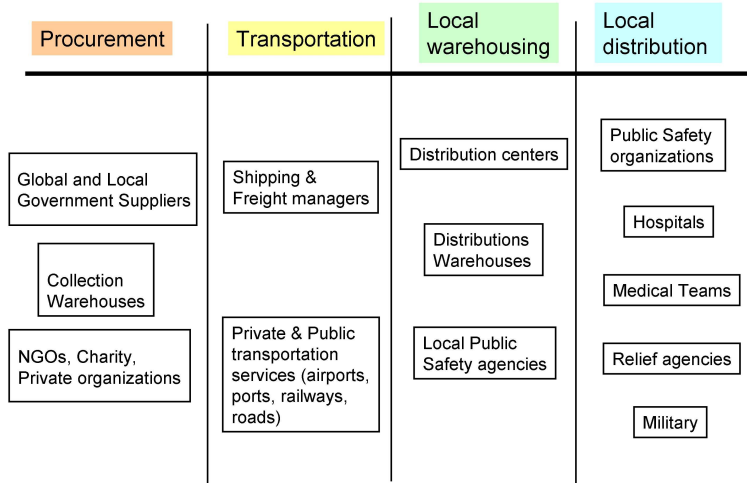 Procurement
Transportation
Local
warehousing
Local
distribution
Global and Local
Government Suppliers
Collection
Warehouses
NGOs, Charity,
Private organizations
Shipping &
Freight managers
Private & Public
transportation
services (airports,
ports, railways,
roads)
Distribution centers
Distributions
Warehouses
Local Public
Safety agencies
Public Safety
organizations
Hospitals
Medical Teams
Relief agencies
Military